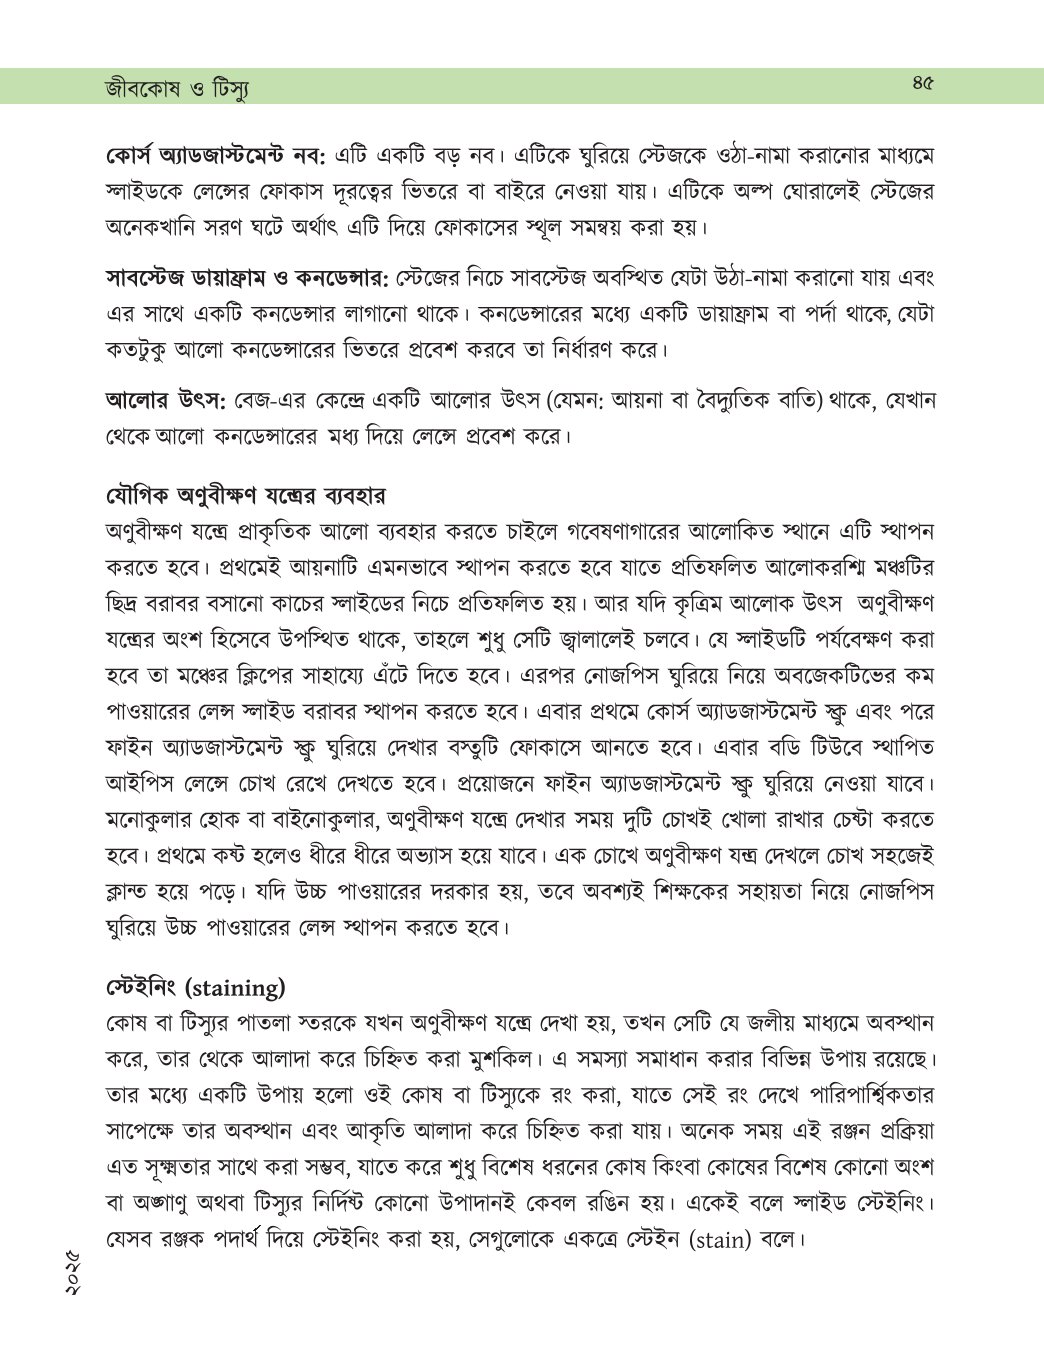 জীবকোষ ও টিস্যু
৪৫
কোর্স অ্যাডজাস্টমেন্ট নব: এটি একটি বড় নব। এটিকে ঘুরিয়ে স্টেজকে ওঠা-নামা করানোর মাধ্যমে
স্লাইডকে লেন্সের ফোকাস দূরত্বের ভিতরে বা বাইরে নেওয়া যায়। এটিকে অল্প ঘোরালেই স্টেজের
অনেকখানি সরণ ঘটে অর্থাৎ এটি দিয়ে ফোকাসের স্থূল সমন্বয় করা হয়।
সাবস্টেজ ডায়াফ্রাম ও কনডেন্সার: স্টেজের নিচে সাবস্টেজ অবস্থিত যেটা উঠা-নামা করানো যায় এবং
এর সাথে একটি কনডেন্সার লাগানো থাকে। কনডেন্সারের মধ্যে একটি ডায়াফ্রাম বা পর্দা থাকে, যেটা
কতটুকু আলো কনডেন্সারের ভিতরে প্রবেশ করবে তা নির্ধারণ করে।
আলোর উৎস: বেজ-এর কেন্দ্রে একটি আলোর উৎস (যেমন: আয়না বা বৈদ্যুতিক বাতি) থাকে, যেখান
থেকে আলো কনডেন্সারের মধ্য দিয়ে লেন্সে প্রবেশ করে।
যৌগিক অণুবীক্ষণ যন্ত্রের ব্যবহার
অণুবীক্ষণ যন্ত্রে প্রাকৃতিক আলো ব্যবহার করতে চাইলে গবেষণাগারের আলোকিত স্থানে এটি স্থাপন
করতে হবে। প্রথমেই আয়নাটি এমনভাবে স্থাপন করতে হবে যাতে প্রতিফলিত আলোকরশ্মি মঞ্চটির
ছিদ্র বরাবর বসানো কাচের স্লাইডের নিচে প্রতিফলিত হয়। আর যদি কৃত্রিম আলোক উৎস অণুবীক্ষণ
যন্ত্রের অংশ হিসেবে উপস্থিত থাকে, তাহলে শুধু সেটি জ্বালালেই চলবে। যে স্লাইডটি পর্যবেক্ষণ করা
হবে তা মঞ্চের ক্লিপের সাহায্যে এঁটে দিতে হবে। এরপর নোজপিস ঘুরিয়ে নিয়ে অবজেকটিভের কম
পাওয়ারের লেন্স স্লাইড বরাবর স্থাপন করতে হবে। এবার প্রথমে কোর্স অ্যাডজাস্টমেন্ট স্ক্রু এবং পরে
ফাইন অ্যাডজাস্টমেন্ট স্ক্রু ঘুরিয়ে দেখার বস্তুটি ফোকাসে আনতে হবে। এবার বডি টিউবে স্থাপিত
আইপিস লেন্সে চোখ রেখে দেখতে হবে। প্রয়োজনে ফাইন অ্যাডজাস্টমেন্ট স্ক্রু ঘুরিয়ে নেওয়া যাবে।
মনোকুলার হোক বা বাইনোকুলার, অণুবীক্ষণ যন্ত্রে দেখার সময় দুটি চোখই খোলা রাখার চেষ্টা করতে
হবে। প্রথমে কষ্ট হলেও ধীরে ধীরে অভ্যাস হয়ে যাবে। এক চোখে অণুবীক্ষণ যন্ত্র দেখলে চোখ সহজেই
ক্লান্ত হয়ে পড়ে। যদি উচ্চ পাওয়ারের দরকার হয়, তবে অবশ্যই শিক্ষকের সহায়তা নিয়ে নোজপিস
ঘুরিয়ে উচ্চ পাওয়ারের লেন্স স্থাপন করতে হবে।
স্টেইনিং (staining)
কোষ বা টিস্যুর পাতলা স্তরকে যখন অণুবীক্ষণ যন্ত্রে দেখা হয়, তখন সেটি যে জলীয় মাধ্যমে অবস্থান
করে, তার থেকে আলাদা করে চিহ্নিত করা মুশকিল। এ সমস্যা সমাধান করার বিভিন্ন উপায় রয়েছে।
তার মধ্যে একটি উপায় হলো ওই কোষ বা টিস্যুকে রং করা, যাতে সেই রং দেখে পারিপার্শ্বিকতার
সাপেক্ষে তার অবস্থান এবং আকৃতি আলাদা করে চিহ্নিত করা যায়। অনেক সময় এই রঞ্জন প্রক্রিয়া
এত সূক্ষ্মতার সাথে করা সম্ভব, যাতে করে শুধু বিশেষ ধরনের কোষ কিংবা কোষের বিশেষ কোনো অংশ
বা অঙ্গাণু অথবা টিস্যুর নির্দিষ্ট কোনো উপাদানই কেবল রঙিন হয়। একেই বলে স্লাইড স্টেইনিং।
যেসব রঞ্জক পদার্থ দিয়ে স্টেইনিং করা হয়, সেগুলোকে একত্রে স্টেইন (stain) বলে।
২০২৫